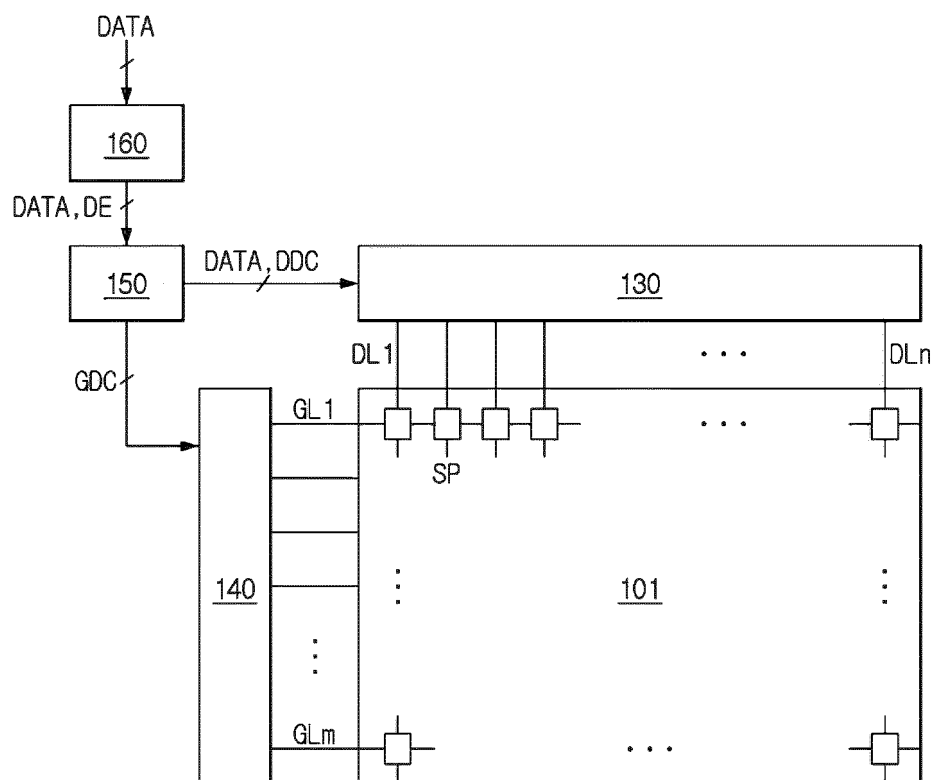 DATA
160
DATA,DE
150
DATA,DDC
130
DL1
. . .
DLn
GDC
GL1
. . .
SP
140
101
GLm
. . .